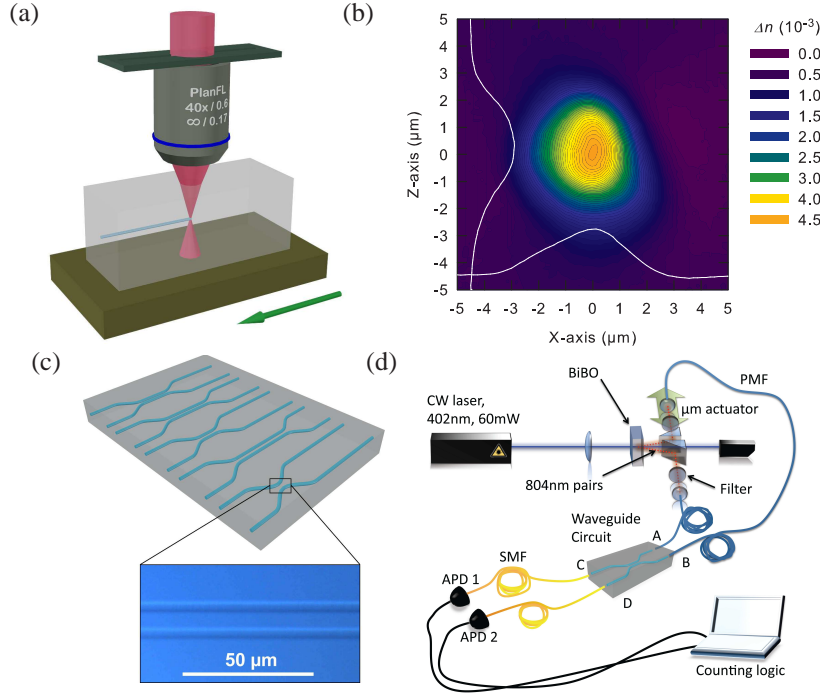 (a)
PlanFL
40x / 0.6
∞ / 0.17
(b)
Δn (10⁻³)
0.0
0.5
1.0
1.5
2.0
2.5
3.0
4.0
4.5
5
4
3
2
1
0
-1
-2
-3
-4
5
Z-axis (µm)
-5 -4 -3 -2 -1 0 1 2 3 4 5
X-axis (µm)
(c)
50 µm
(d)
BiBO
PMF
CW laser,
402nm, 60mW
µm actuator
804nm pairs
Filter
Waveguide
Circuit
A
B
C
D
SMF
APD 1
APD 2
Counting logic